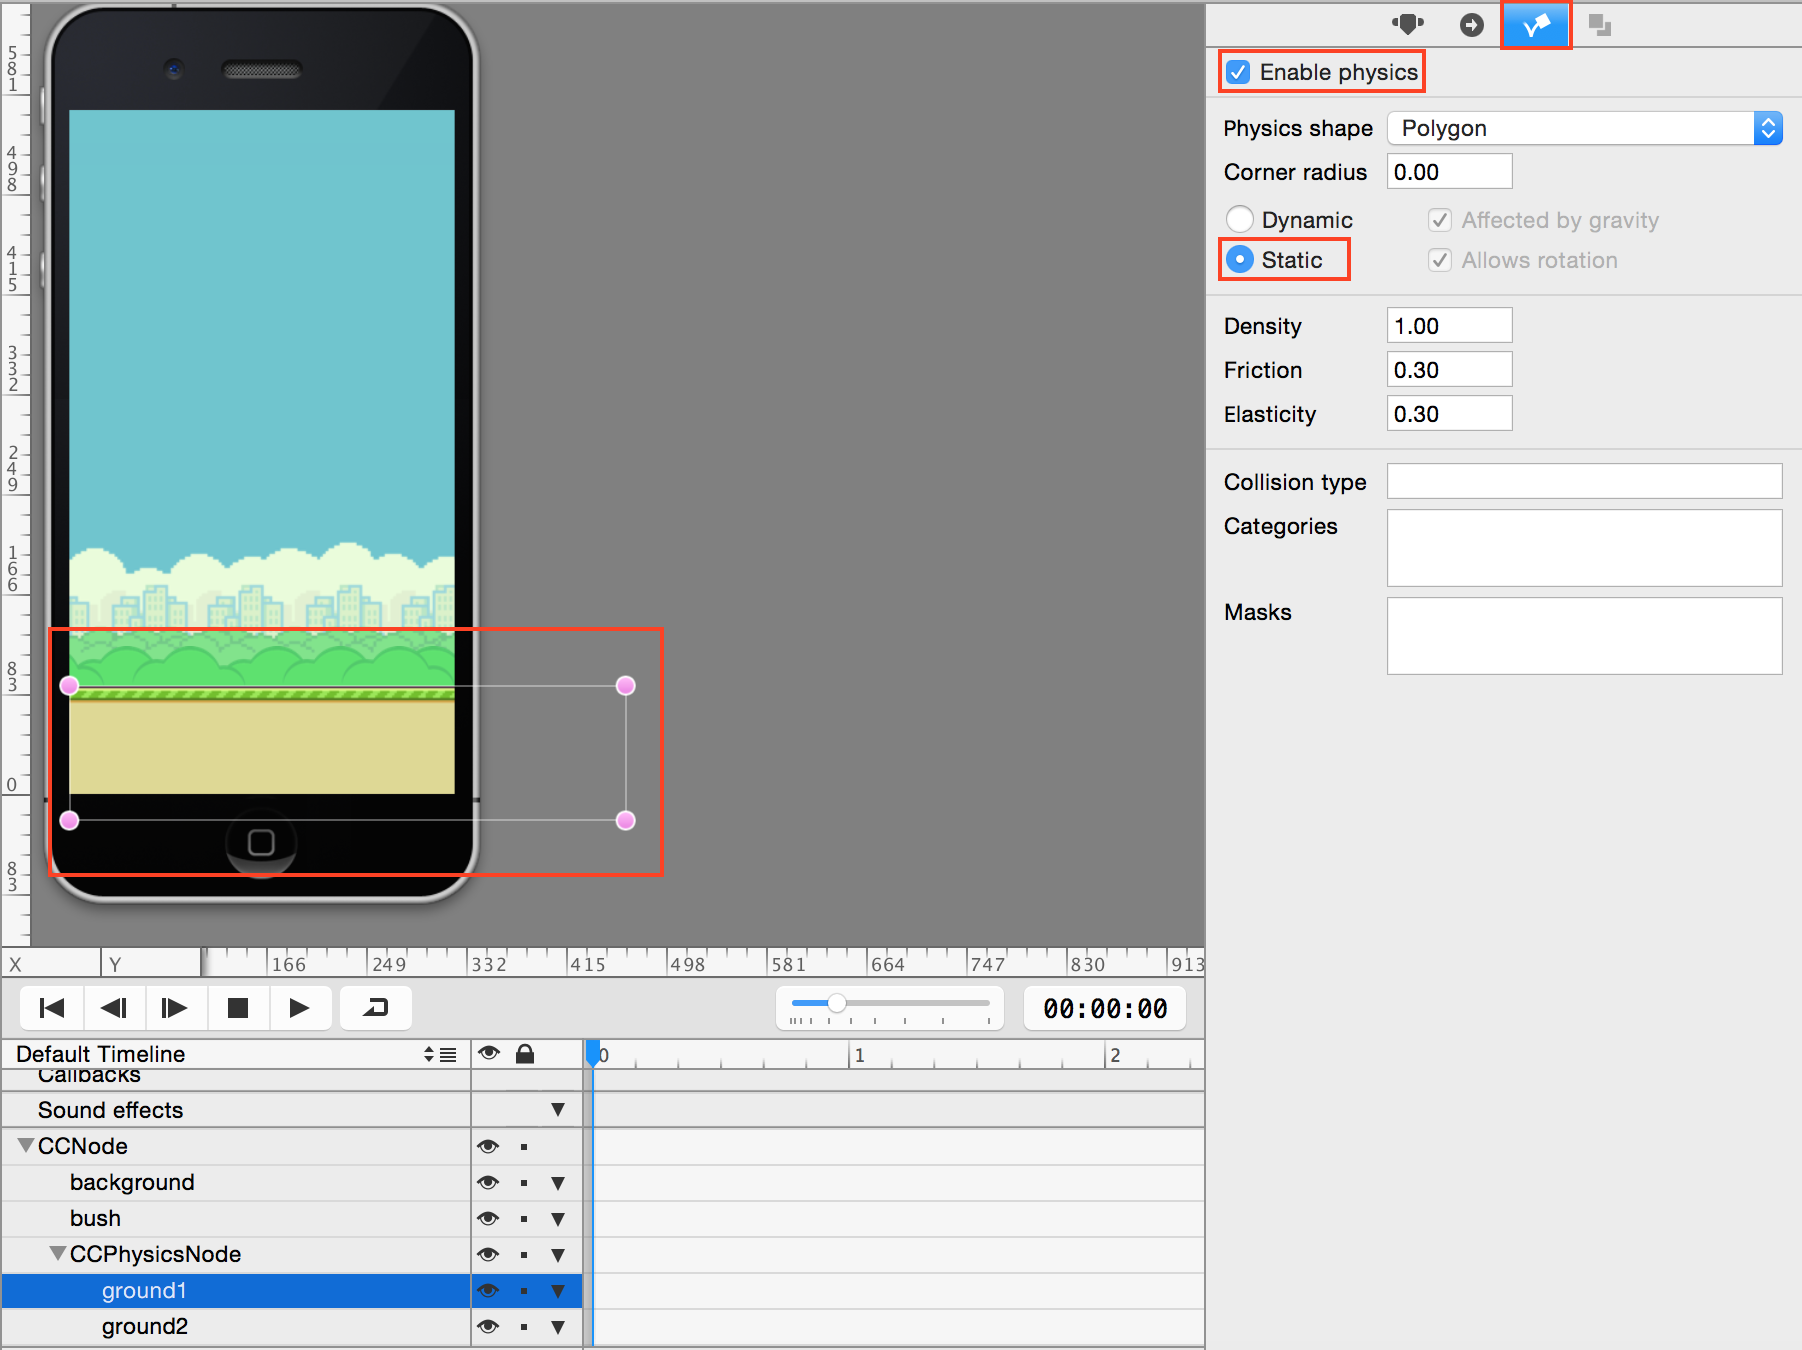 581
498
415
332
249
166
83
0
83
Enable physics
Physics shape Polygon
Corner radius 0.00
Dynamic Affected by gravity
Static Allows rotation
Density 1.00
Friction 0.30
Elasticity 0.30
Collision type
Categories
Masks
X Y 166 249 332 415 498 581 664 747 830 913
00:00:00
Default Timeline 0 1 2
Callbacks
Sound effects
CCNode
background
bush
CCPhysicsNode
ground1
ground2